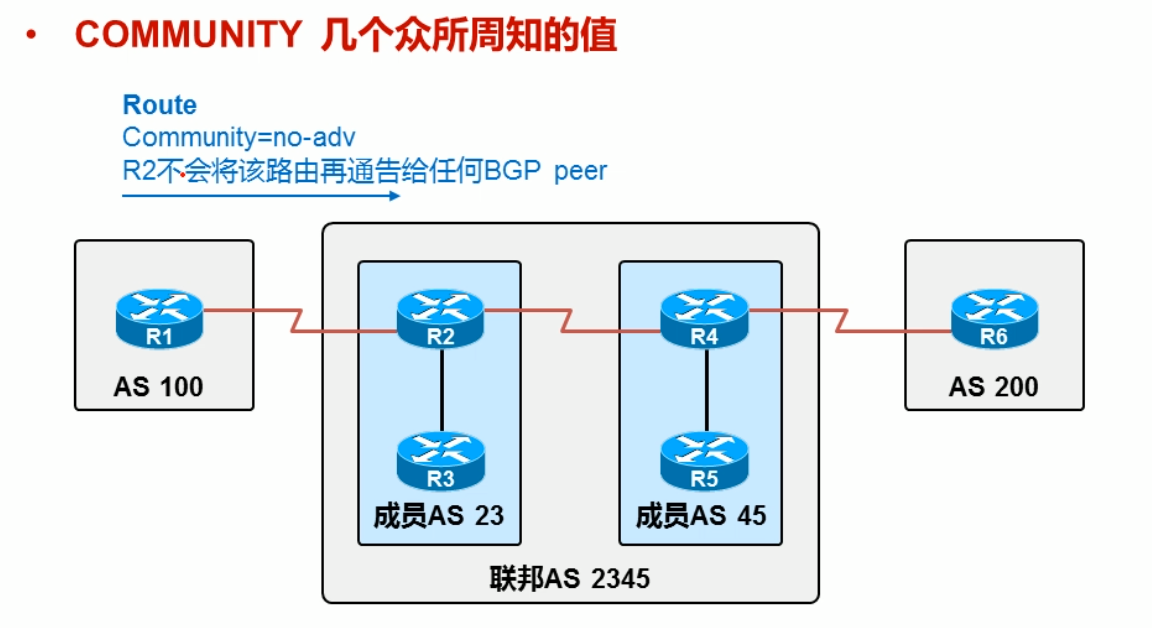 • COMMUNITY 几个众所周知的值
Route
Community=no-adv
R2不会将该路由再通告给任何BGP peer
R1
AS 100
R2
R4
R6
AS 200
R3
R5
成员AS 23
成员AS 45
联邦AS 2345